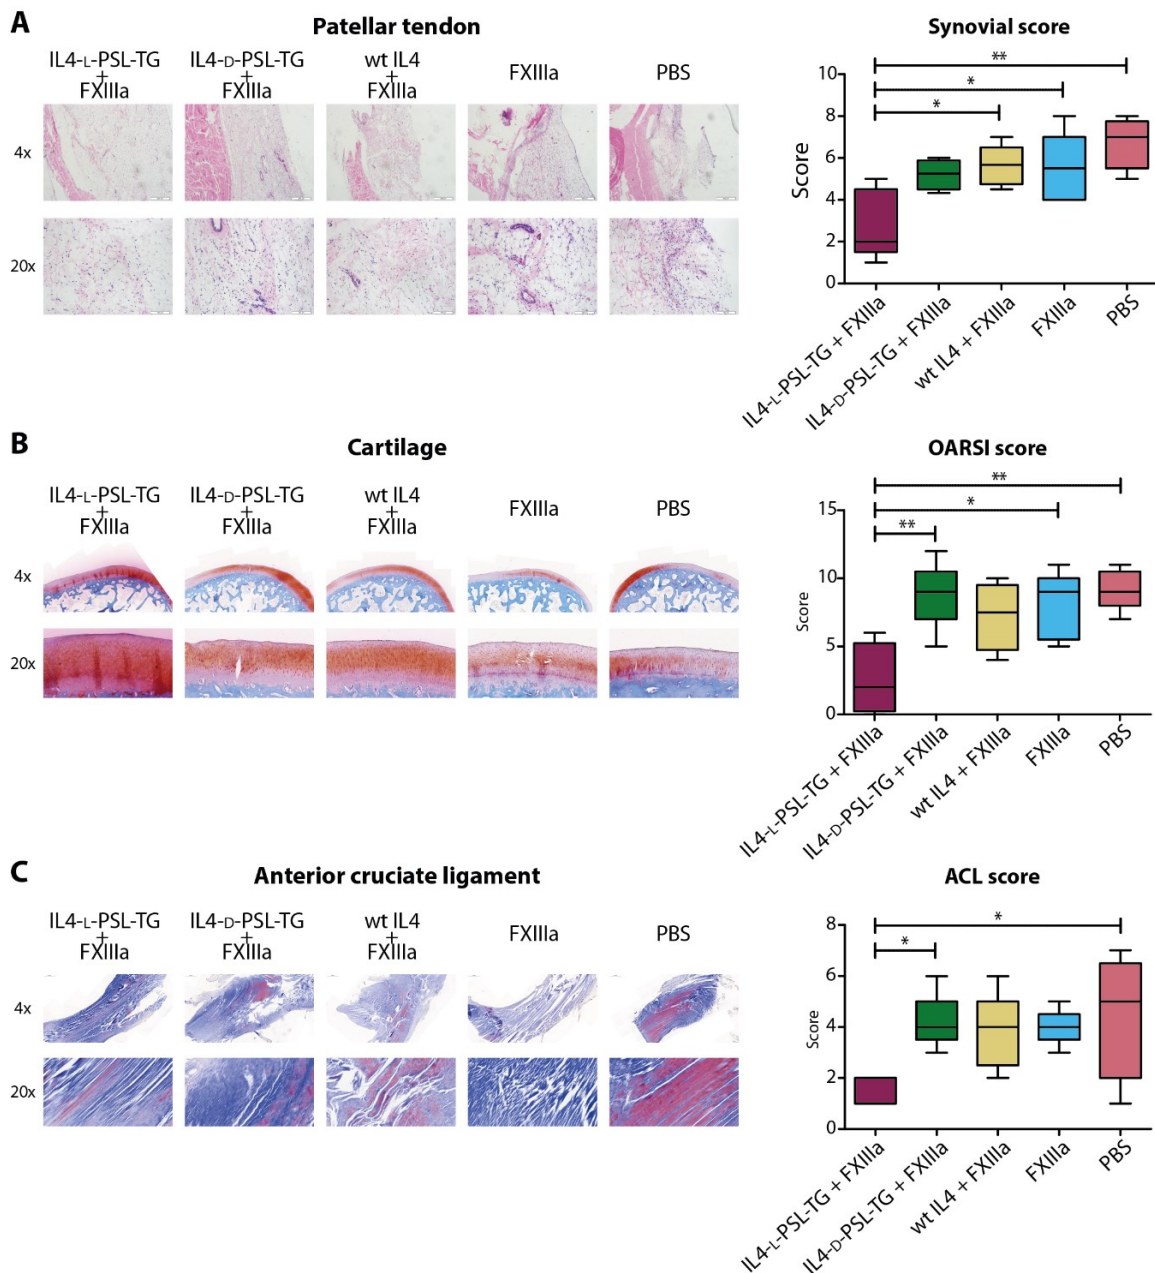 A
Patellar tendon
IL4-L-PSL-TG
+
FXIIIa
IL4-D-PSL-TG
+
FXIIIa
wt IL4
+
FXIIIa
FXIIIa
PBS
4x
20x
Synovial score
**
*
*
Score
10
8
6
4
2
0
IL4-L-PSL-TG + FXIIIa
IL4-D-PSL-TG + FXIIIa
wt IL4 + FXIIIa
FXIIIa
PBS
B
Cartilage
IL4-L-PSL-TG
+
FXIIIa
IL4-D-PSL-TG
+
FXIIIa
wt IL4
+
FXIIIa
FXIIIa
PBS
4x
20x
OARSI score
**
*
**
Score
15
10
5
0
IL4-L-PSL-TG + FXIIIa
IL4-D-PSL-TG + FXIIIa
wt IL4 + FXIIIa
FXIIIa
PBS
C
Anterior cruciate ligament
IL4-L-PSL-TG
+
FXIIIa
IL4-D-PSL-TG
+
FXIIIa
wt IL4
+
FXIIIa
FXIIIa
PBS
4x
20x
ACL score
*
*
Score
8
6
4
2
0
IL4-L-PSL-TG + FXIIIa
IL4-D-PSL-TG + FXIIIa
wt IL4 + FXIIIa
FXIIIa
PBS